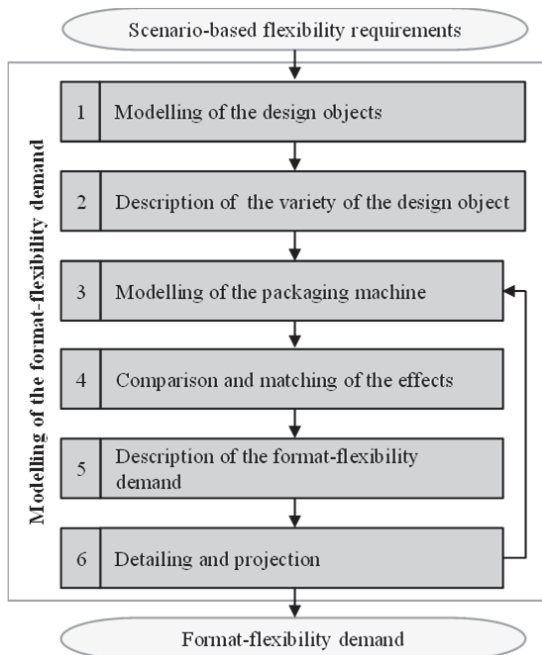 Scenario-based flexibility requirements
Modelling of the format-flexibility demand
1 Modelling of the design objects
2 Description of the variety of the design object
3 Modelling of the packaging machine
4 Comparison and matching of the effects
5 Description of the format-flexibility
demand
6 Detailing and projection
Format-flexibility demand